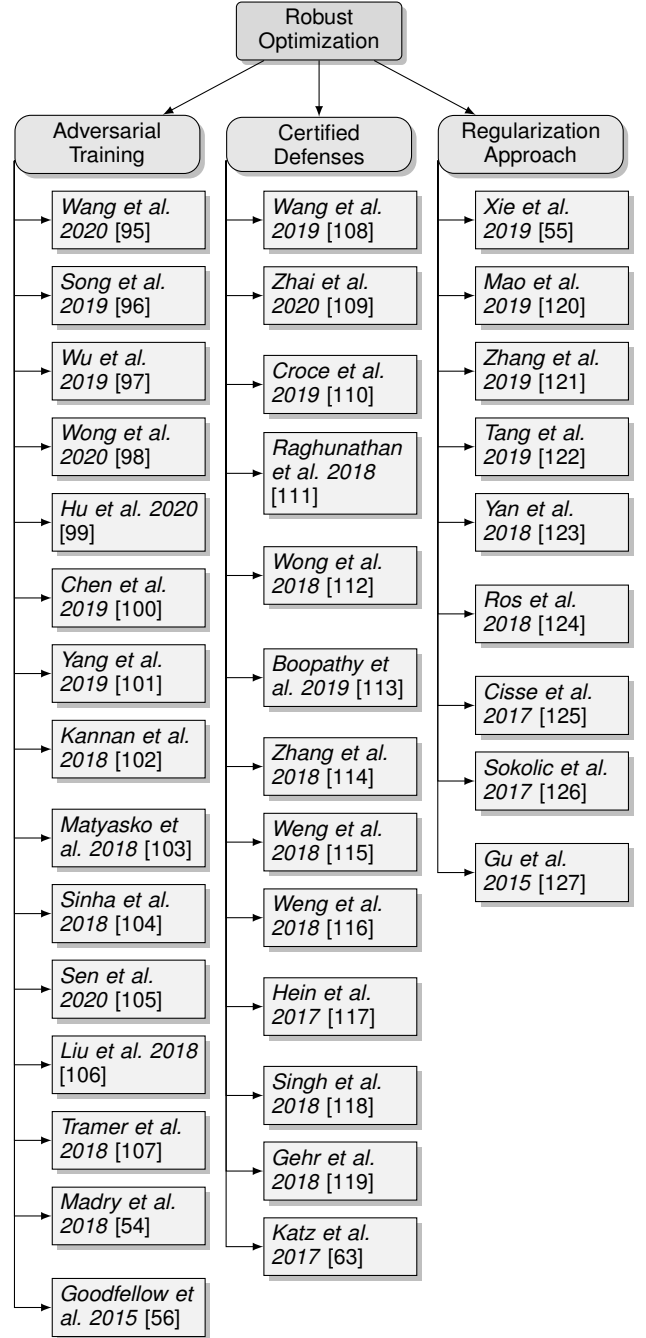 Robust
Optimization
Adversarial
Training
Wang et al.
2020 [95]
Song et al.
2019 [96]
Wu et al.
2019 [97]
Wong et al.
2020 [98]
Hu et al. 2020
[99]
Chen et al.
2019 [100]
Yang et al.
2019 [101]
Kannan et al.
2018 [102]
Matyasko et
al. 2018 [103]
Sinha et al.
2018 [104]
Sen et al.
2020 [105]
Liu et al. 2018
[106]
Tramer et al.
2018 [107]
Madry et al.
2018 [54]
Goodfellow et
al. 2015 [56]
Certified
Defenses
Wang et al.
2019 [108]
Zhai et al.
2020 [109]
Croce et al.
2019 [110]
Raghunathan
et al. 2018
[111]
Wong et al.
2018 [112]
Boopathy et
al. 2019 [113]
Zhang et al.
2018 [114]
Weng et al.
2018 [115]
Weng et al.
2018 [116]
Hein et al.
2017 [117]
Singh et al.
2018 [118]
Gehr et al.
2018 [119]
Katz et al.
2017 [63]
Regularization
Approach
Xie et al.
2019 [55]
Mao et al.
2019 [120]
Zhang et al.
2019 [121]
Tang et al.
2019 [122]
Yan et al.
2018 [123]
Ros et al.
2018 [124]
Cisse et al.
2017 [125]
Sokolic et al.
2017 [126]
Gu et al.
2015 [127]